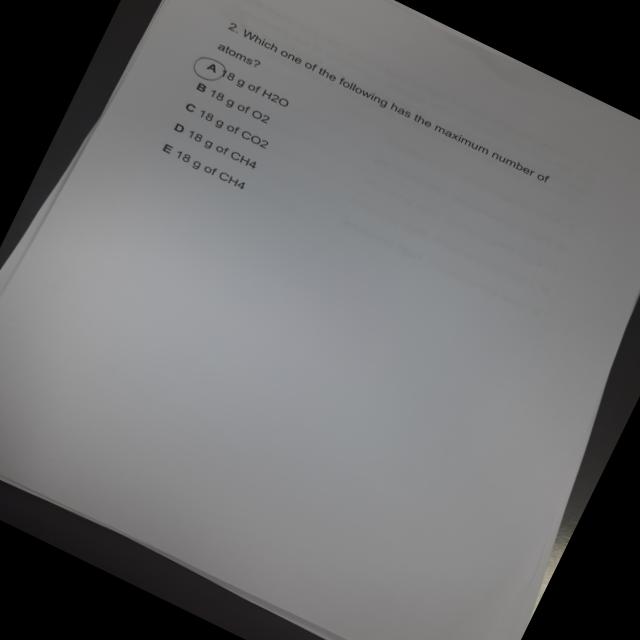 2. Which one of the following has the maximum number of
atoms?
A 8g of H2O
B 18 g of O2
C 18 g of CO2
D 18 g of CH4
E 18 g of CH4